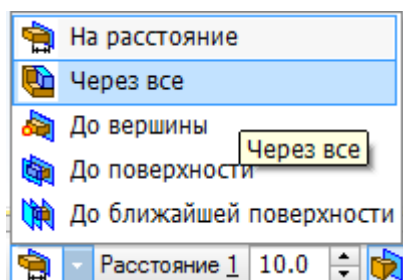 На расстояние
Через все
До вершины
Через все
До поверхности
До ближайшей поверхности
Расстояние 1 10.0